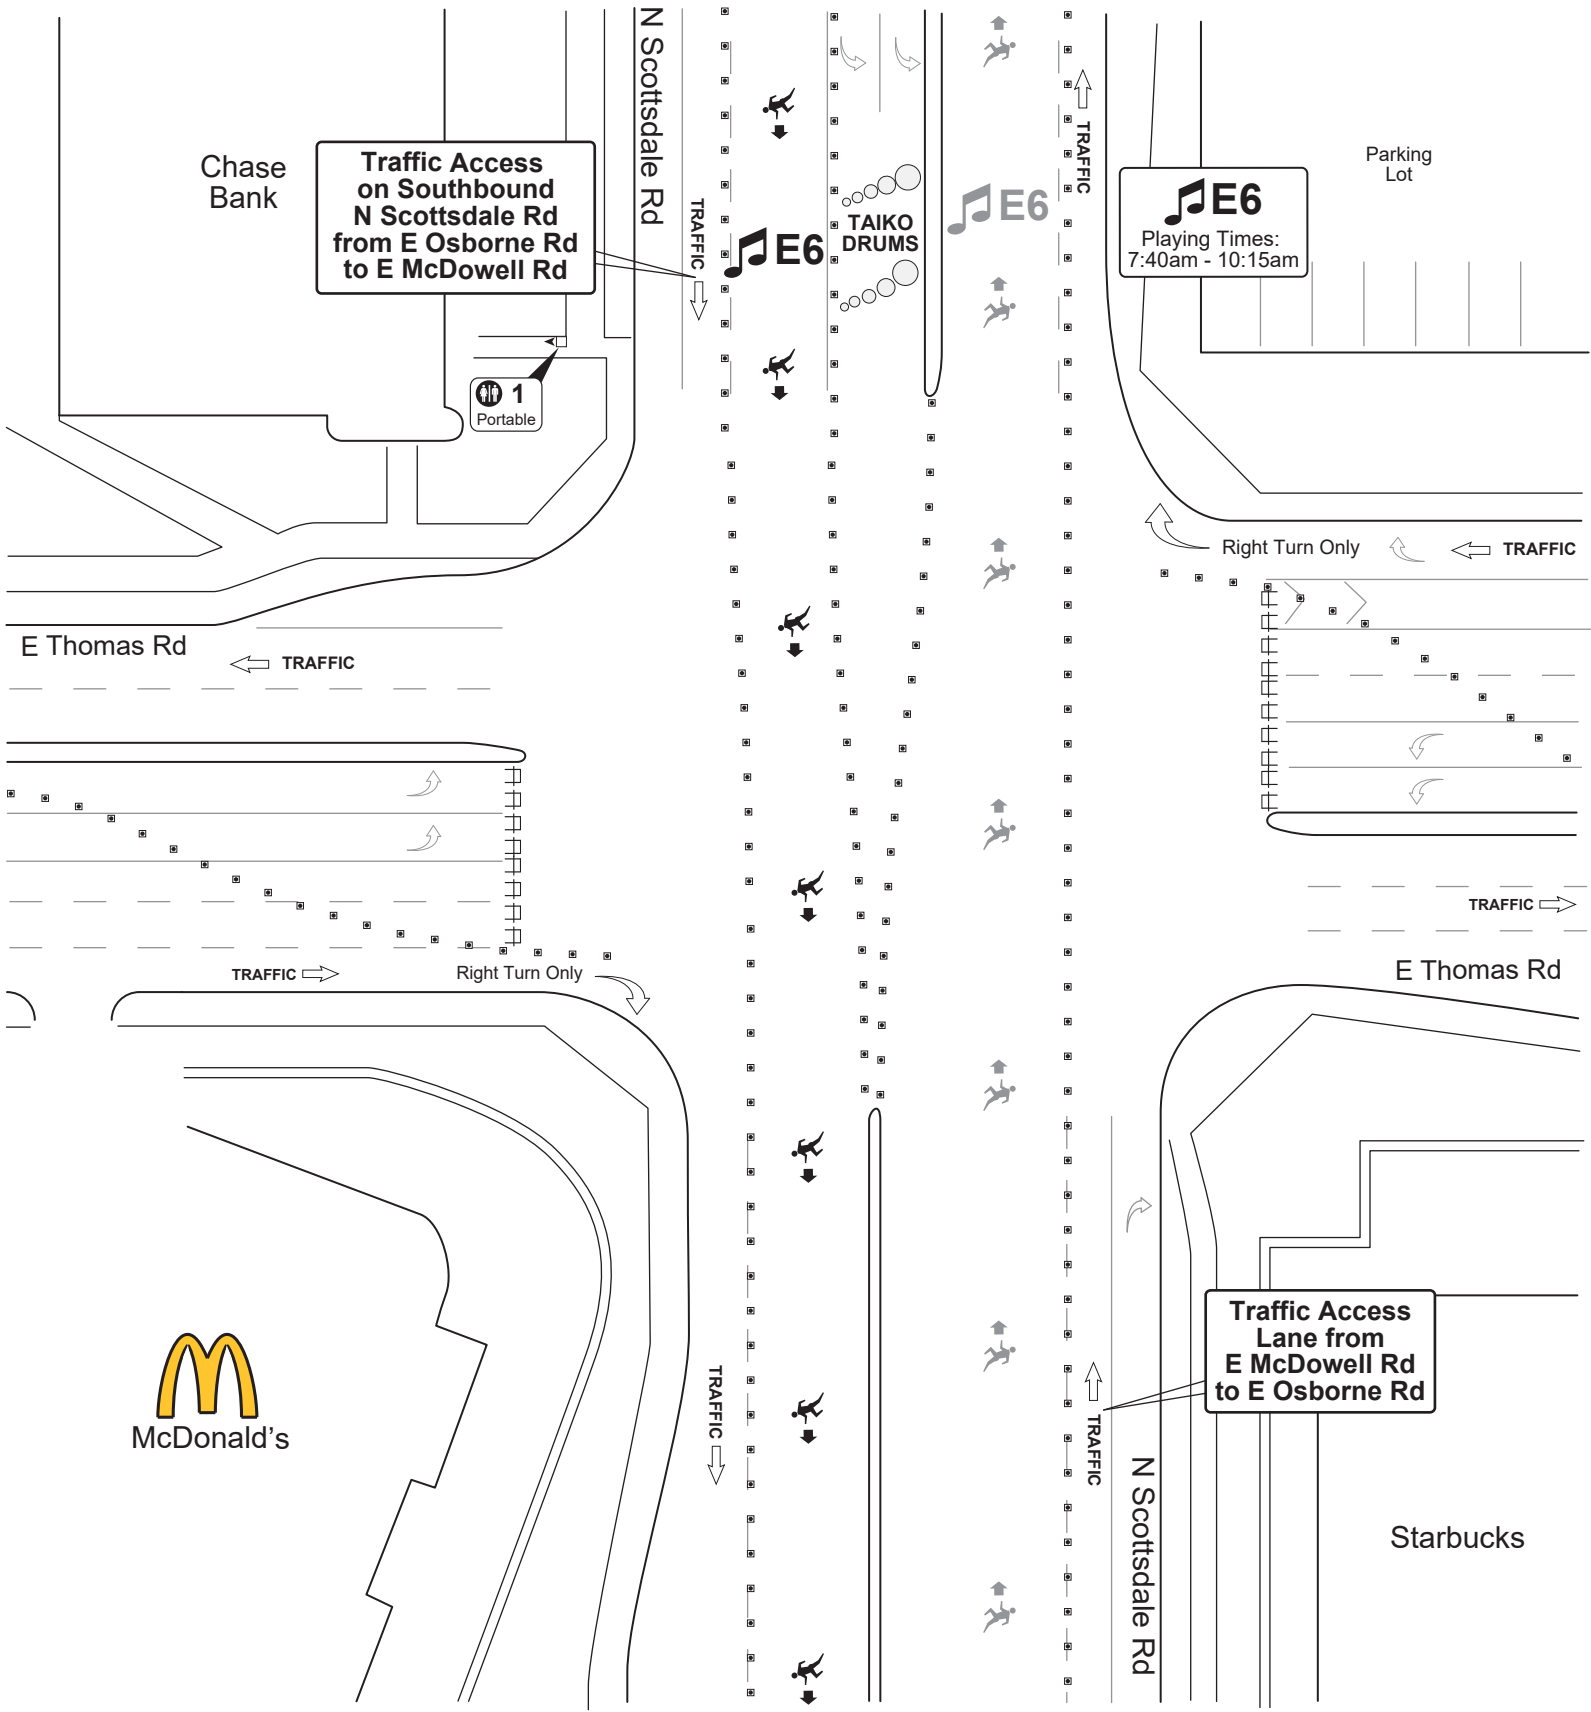 N Scottsdale Rd
Chase
Bank
Traffic Access
on Southbound
N Scottsdale Rd
from E Osborne Rd
to E McDowell Rd
TRAFFIC
E6
TAIKO
DRUMS
E6
TRAFFIC
E6
Playing Times:
7:40am - 10:15am
Parking
Lot
1
Portable
Right Turn Only
TRAFFIC
E Thomas Rd
TRAFFIC
TRAFFIC
E Thomas Rd
TRAFFIC
Right Turn Only
McDonald's
TRAFFIC
Traffic Access
Lane from
E McDowell Rd
to E Osborne Rd
TRAFFIC
N Scottsdale Rd
Starbucks